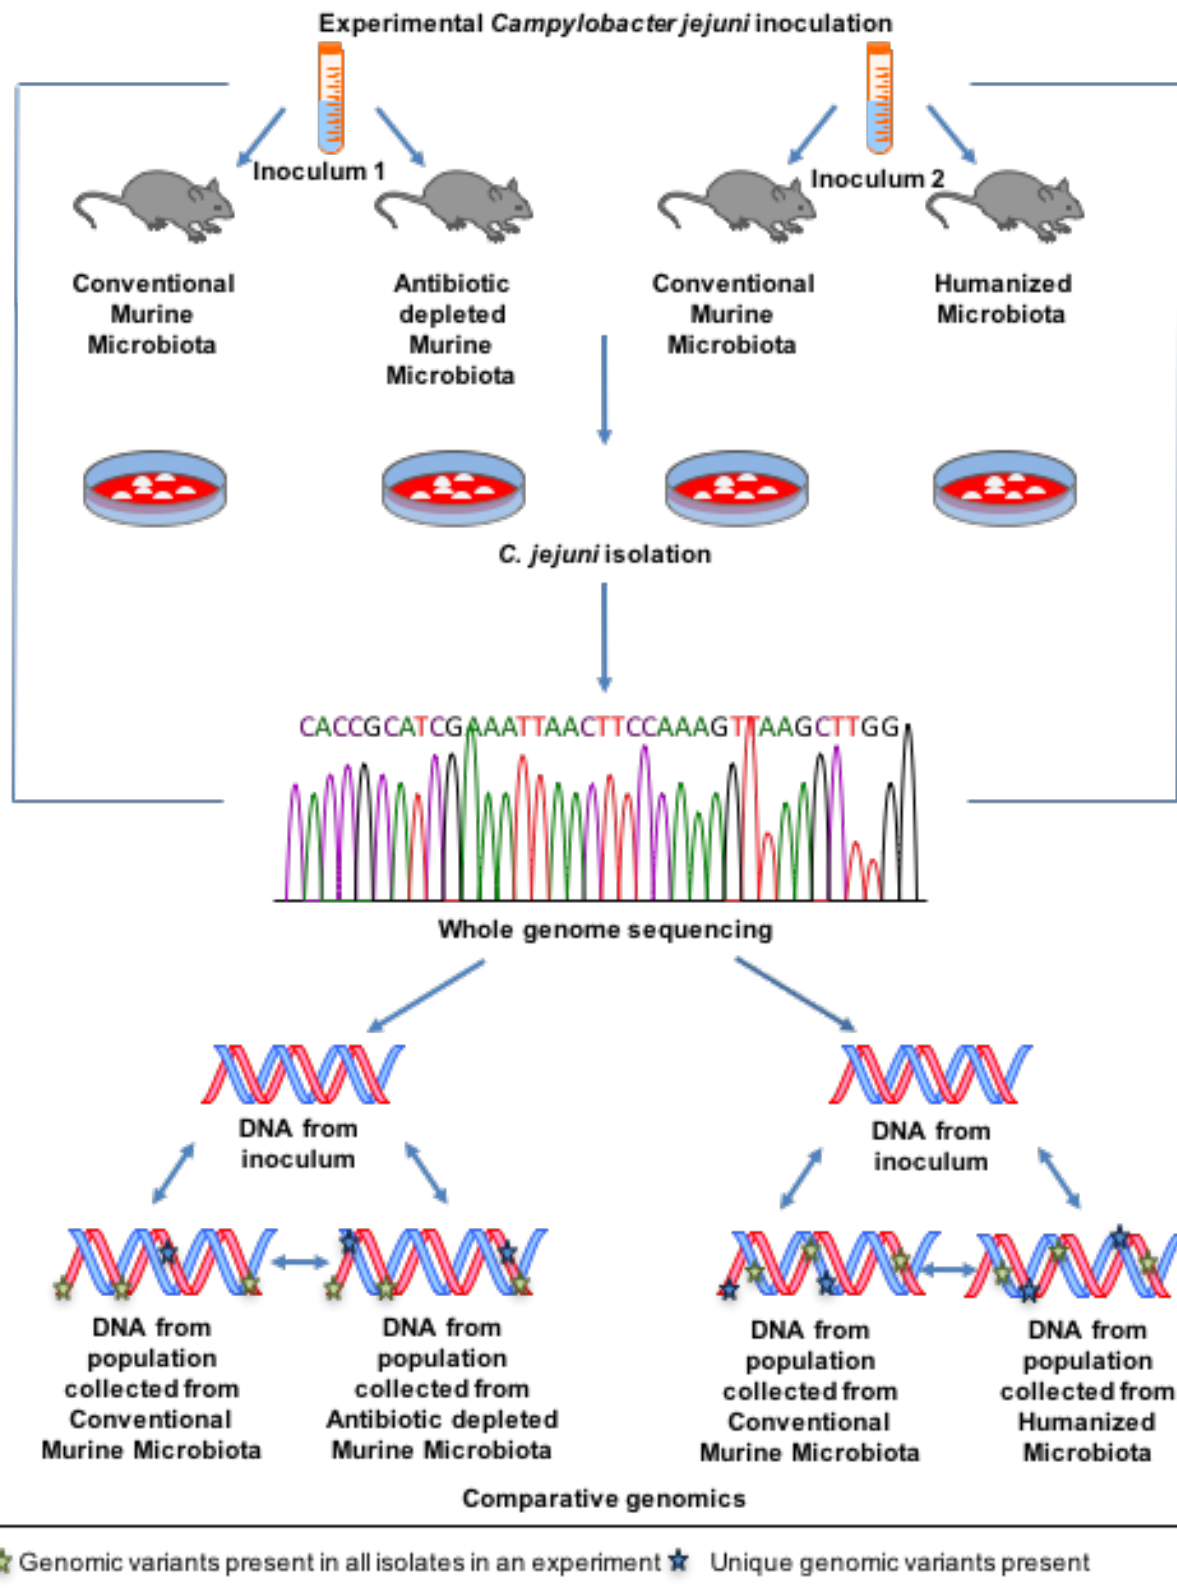 Experimental Campylobacter jejuni inoculation
Inoculum 1
Inoculum 2
Conventional
Murine
Microbiota
Antibiotic
depleted
Murine
Microbiota
Conventional
Murine
Microbiota
Humanized
Microbiota
C. jejuni isolation
CACCGCATCGAAATTAACTTCCAAAGTTAAGCTTGG
Whole genome sequencing
DNA from
inoculum
DNA from
inoculum
DNA from
population
collected from
Conventional
Murine Microbiota
DNA from
population
collected from
Antibiotic depleted
Murine Microbiota
DNA from
population
collected from
Conventional
Murine Microbiota
DNA from
population
collected from
Humanized
Microbiota
Comparative genomics
Genomic variants present in all isolates in an experiment
Unique genomic variants present